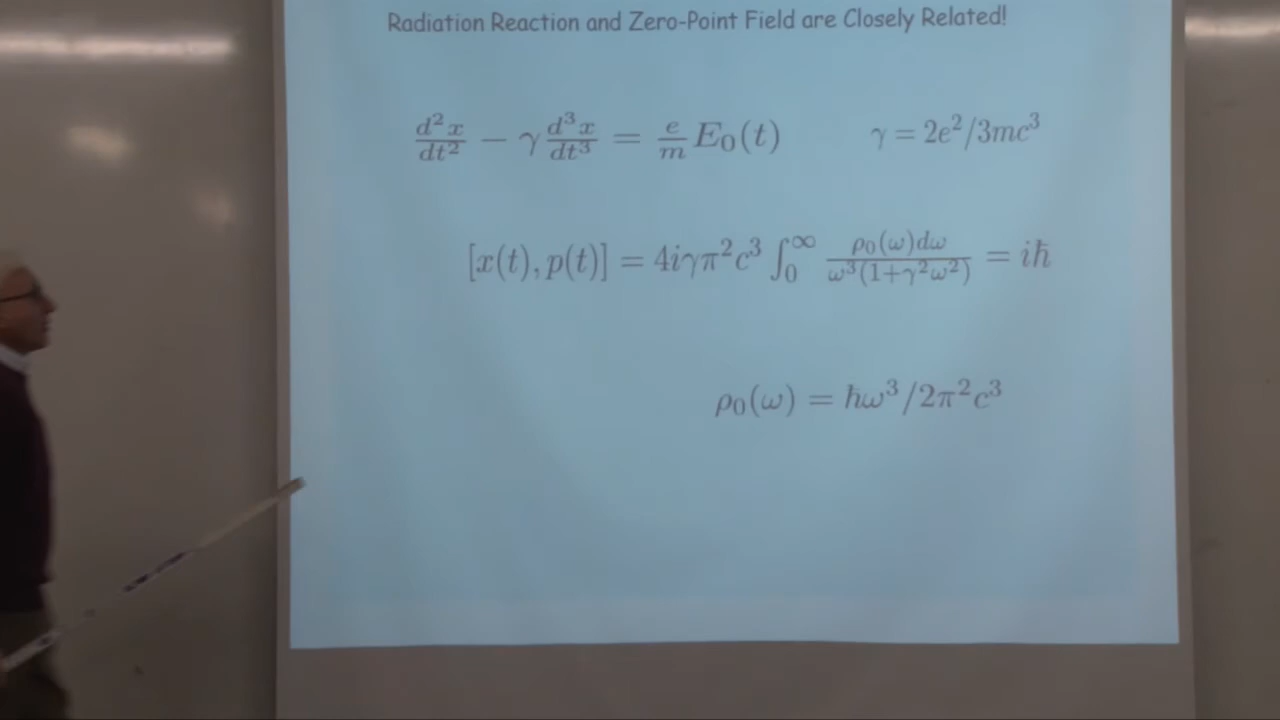 Radiation Reaction and Zero-Point Field are Closely Related!
d²x/dt² − γ d³x/dt³ = e/m E₀(t) γ = 2e²/3mc³
[x(t), p(t)] = 4iγπ²c³ ∫₀^∞ ρ₀(ω)dω/ω³(1+γ²ω²) = iħ
ρ₀(ω) = ħω³/2π²c³